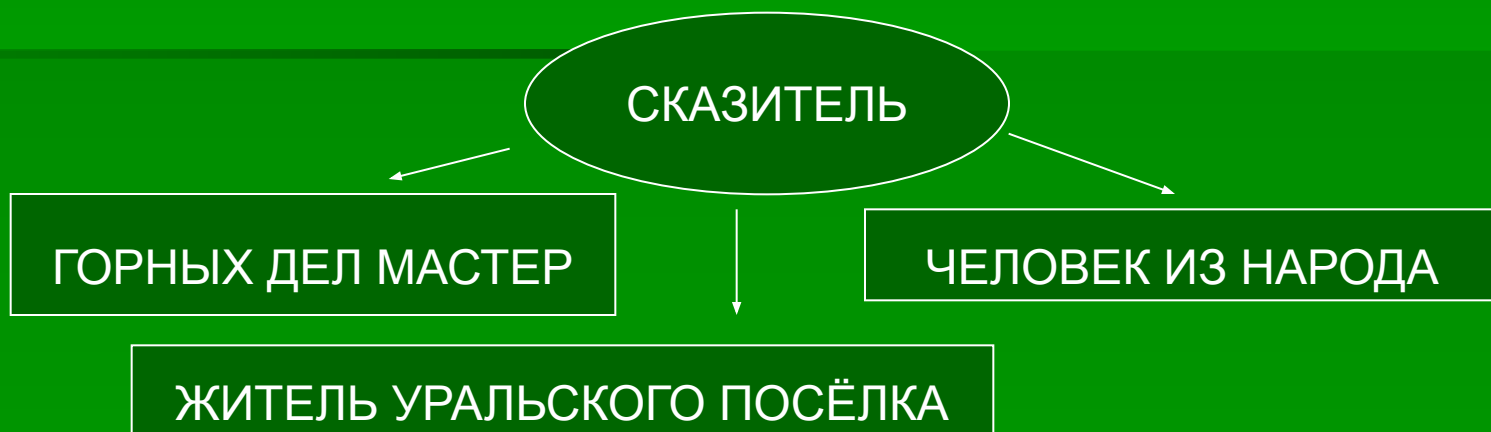 СКАЗИТЕЛЬ
ГОРНЫХ ДЕЛ МАСТЕР
ЧЕЛОВЕК ИЗ НАРОДА
ЖИТЕЛЬ УРАЛЬСКОГО ПОСЁЛКА